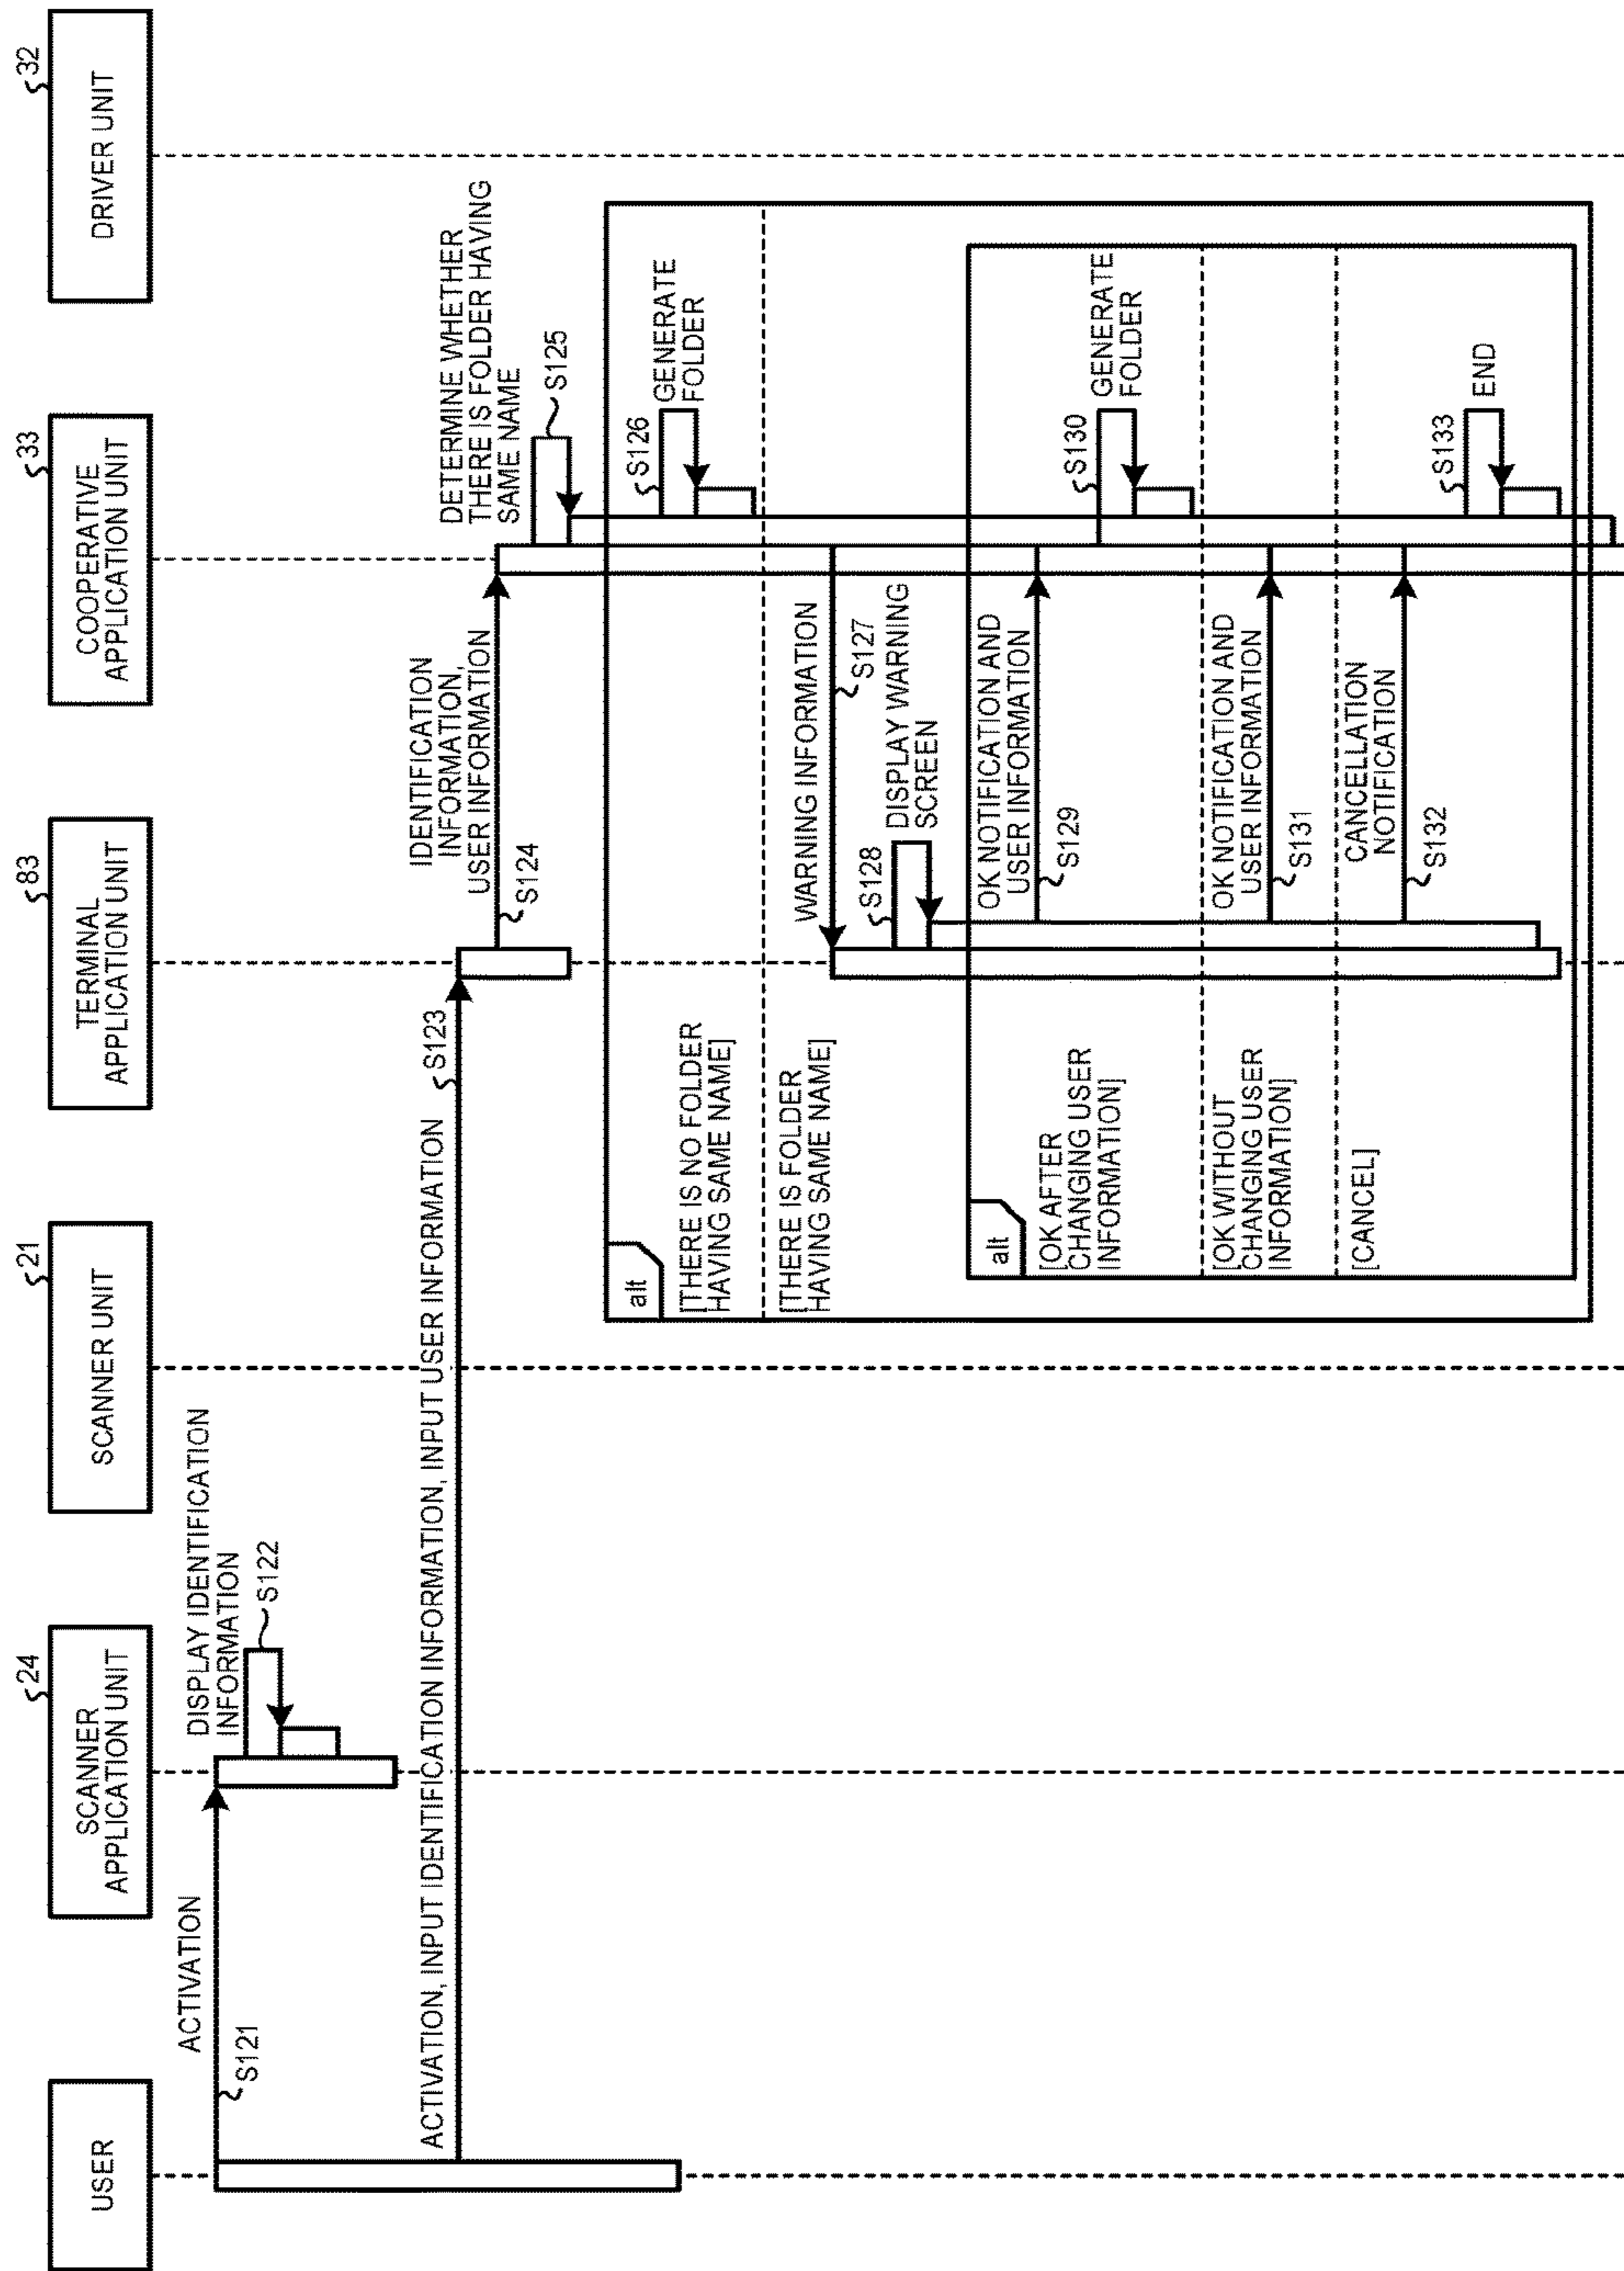 USER
SCANNER
APPLICATION UNIT
24
SCANNER UNIT
21
TERMINAL
APPLICATION UNIT
83
COOPERATIVE
APPLICATION UNIT
33
DRIVER UNIT
32
ACTIVATION
S121
DISPLAY IDENTIFICATION
INFORMATION
S122
ACTIVATION, INPUT IDENTIFICATION INFORMATION, INPUT USER INFORMATION
S123
IDENTIFICATION
INFORMATION,
USER INFORMATION
S124
DETERMINE WHETHER
THERE IS FOLDER HAVING
SAME NAME
S125
alt
[THERE IS NO FOLDER
HAVING SAME NAME]
S126
GENERATE
FOLDER
[THERE IS FOLDER
HAVING SAME NAME]
WARNING INFORMATION
S127
S128
DISPLAY WARNING
SCREEN
alt
[OK AFTER
CHANGING USER
INFORMATION]
OK NOTIFICATION AND
USER INFORMATION
S129
S130
GENERATE
FOLDER
[OK WITHOUT
CHANGING USER
INFORMATION]
OK NOTIFICATION AND
USER INFORMATION
S131
[CANCEL]
CANCELLATION
NOTIFICATION
S132
S133
END